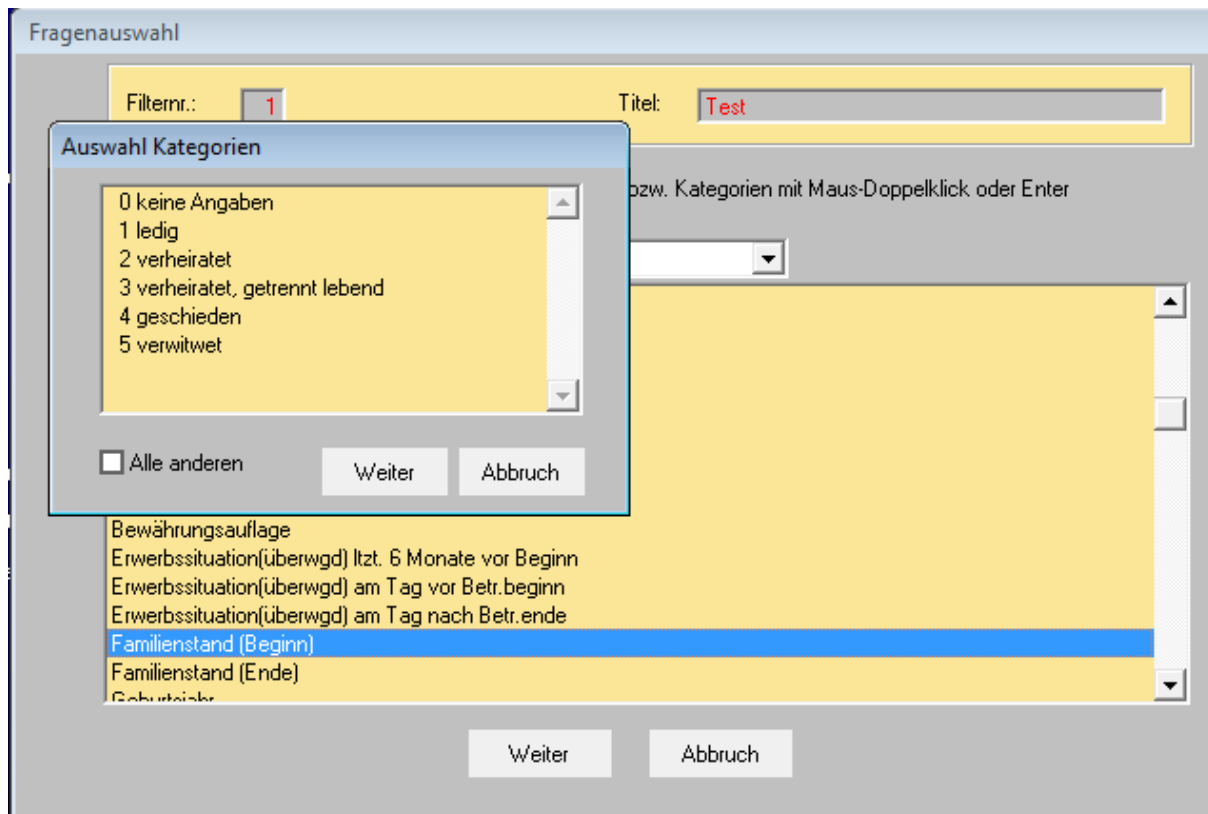 Fragenauswahl
Filternr.: 1 Titel: Test
Auswahl Kategorien
0 keine Angaben
1 ledig
2 verheiratet
3 verheiratet, getrennt lebend
4 geschieden
5 verwitwet
Alle anderen Weiter Abbruch
bzw. Kategorien mit Maus-Doppelklick oder Enter
Bewährungsauflage
Erwerbssituation(überwgd) ltzt. 6 Monate vor Beginn
Erwerbssituation(überwgd) am Tag vor Betr.beginn
Erwerbssituation(überwgd) am Tag nach Betr.ende
Familienstand (Beginn)
Familienstand (Ende)
Geburtsjahr
Weiter Abbruch